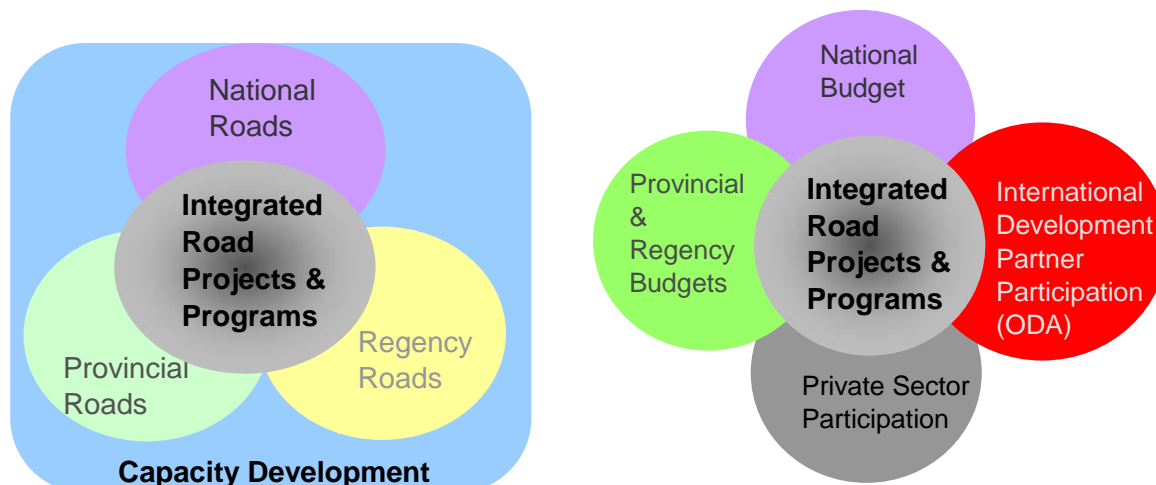 National
Roads
Integrated
Road
Projects &
Programs
Provincial
Roads
Regency
Roads
Capacity Development
National
Budget
Provincial
&
Regency
Budgets
Integrated
Road
Projects &
Programs
International
Development
Partner
Participation
(ODA)
Private Sector
Participation